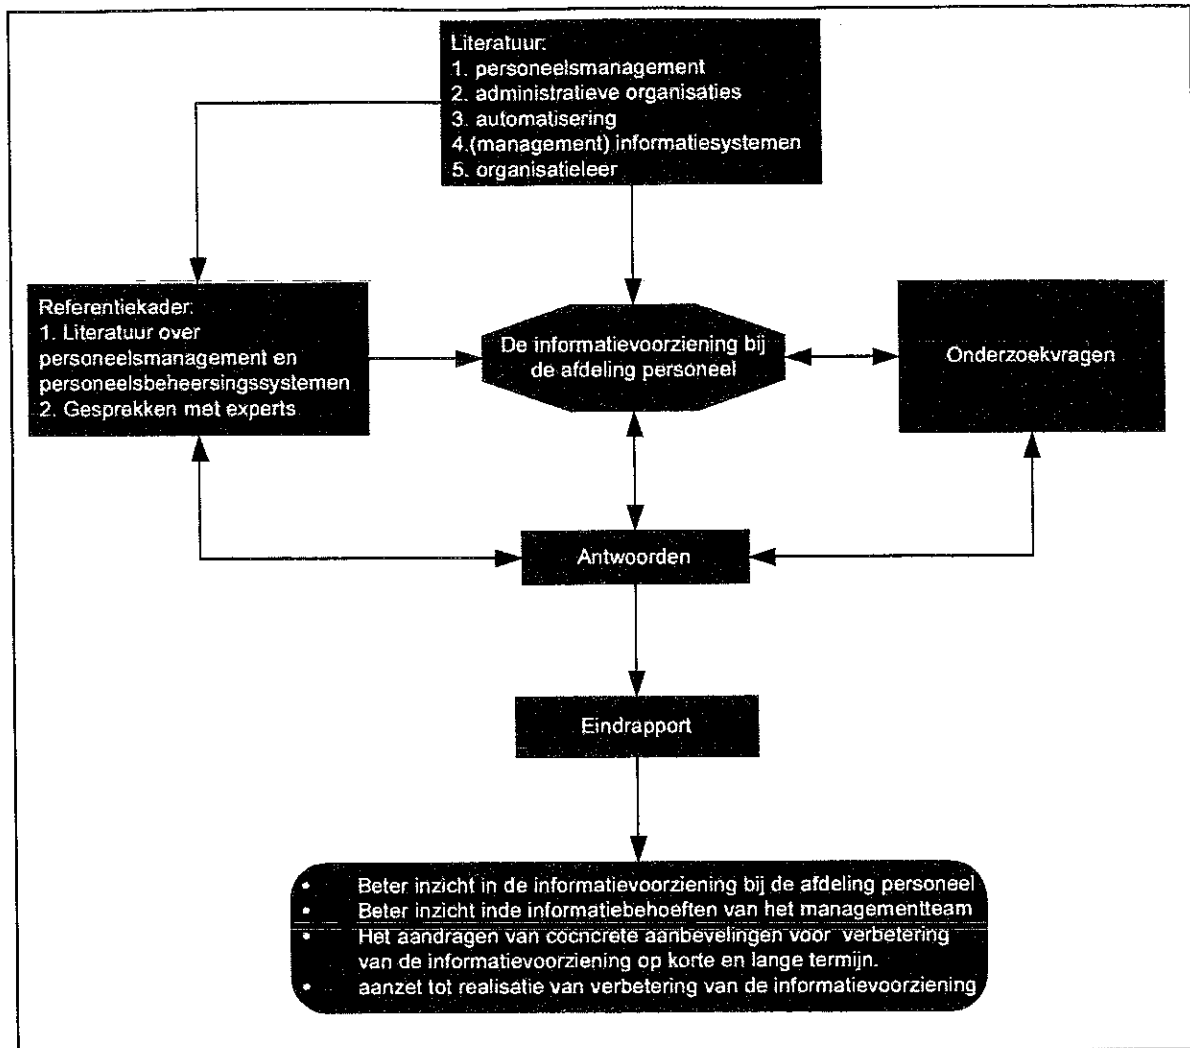 Literatuur:
1. personeelsmanagement
2. administratieve organisaties
3. automatisering
4.(management) informatiesystemen
5. organisatieleer
Referentiekader:
1. Literatuur over
personeelsmanagement en
personeelsbeheersingssystemen
2. Gesprekken met experts
De informatievoorziening bij
de afdeling personeel
Onderzoekvragen
Antwoorden
Eindrapport
• Beter inzicht in de informatievoorziening bij de afdeling personeel
• Beter inzicht inde informatiebehoeften van het managementteam
• Het aandragen van cocncrete aanbevelingen voor verbetering
van de informatievoorziening op korte en lange termijn.
• aanzet tot realisatie van verbetering van de informatievoorziening